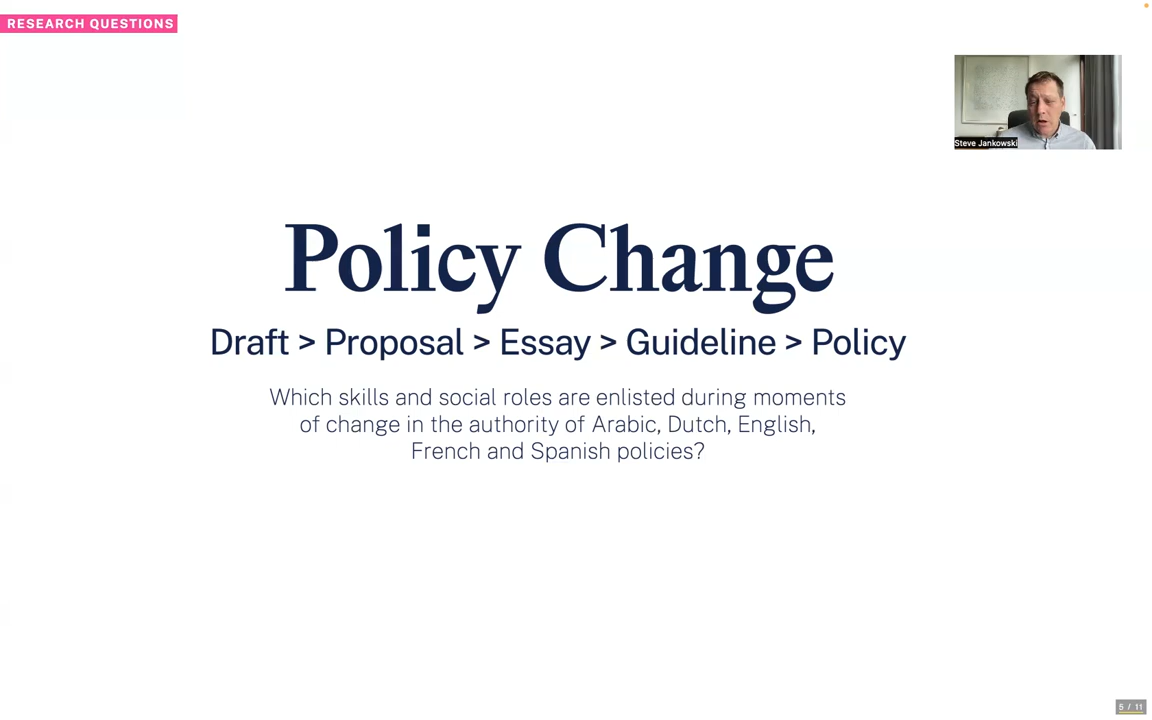 RESEARCH QUESTIONS
Steve Jankowski
Policy Change
Draft > Proposal > Essay > Guideline > Policy
Which skills and social roles are enlisted during moments
of change in the authority of Arabic, Dutch, English,
French and Spanish policies?
5 / 11